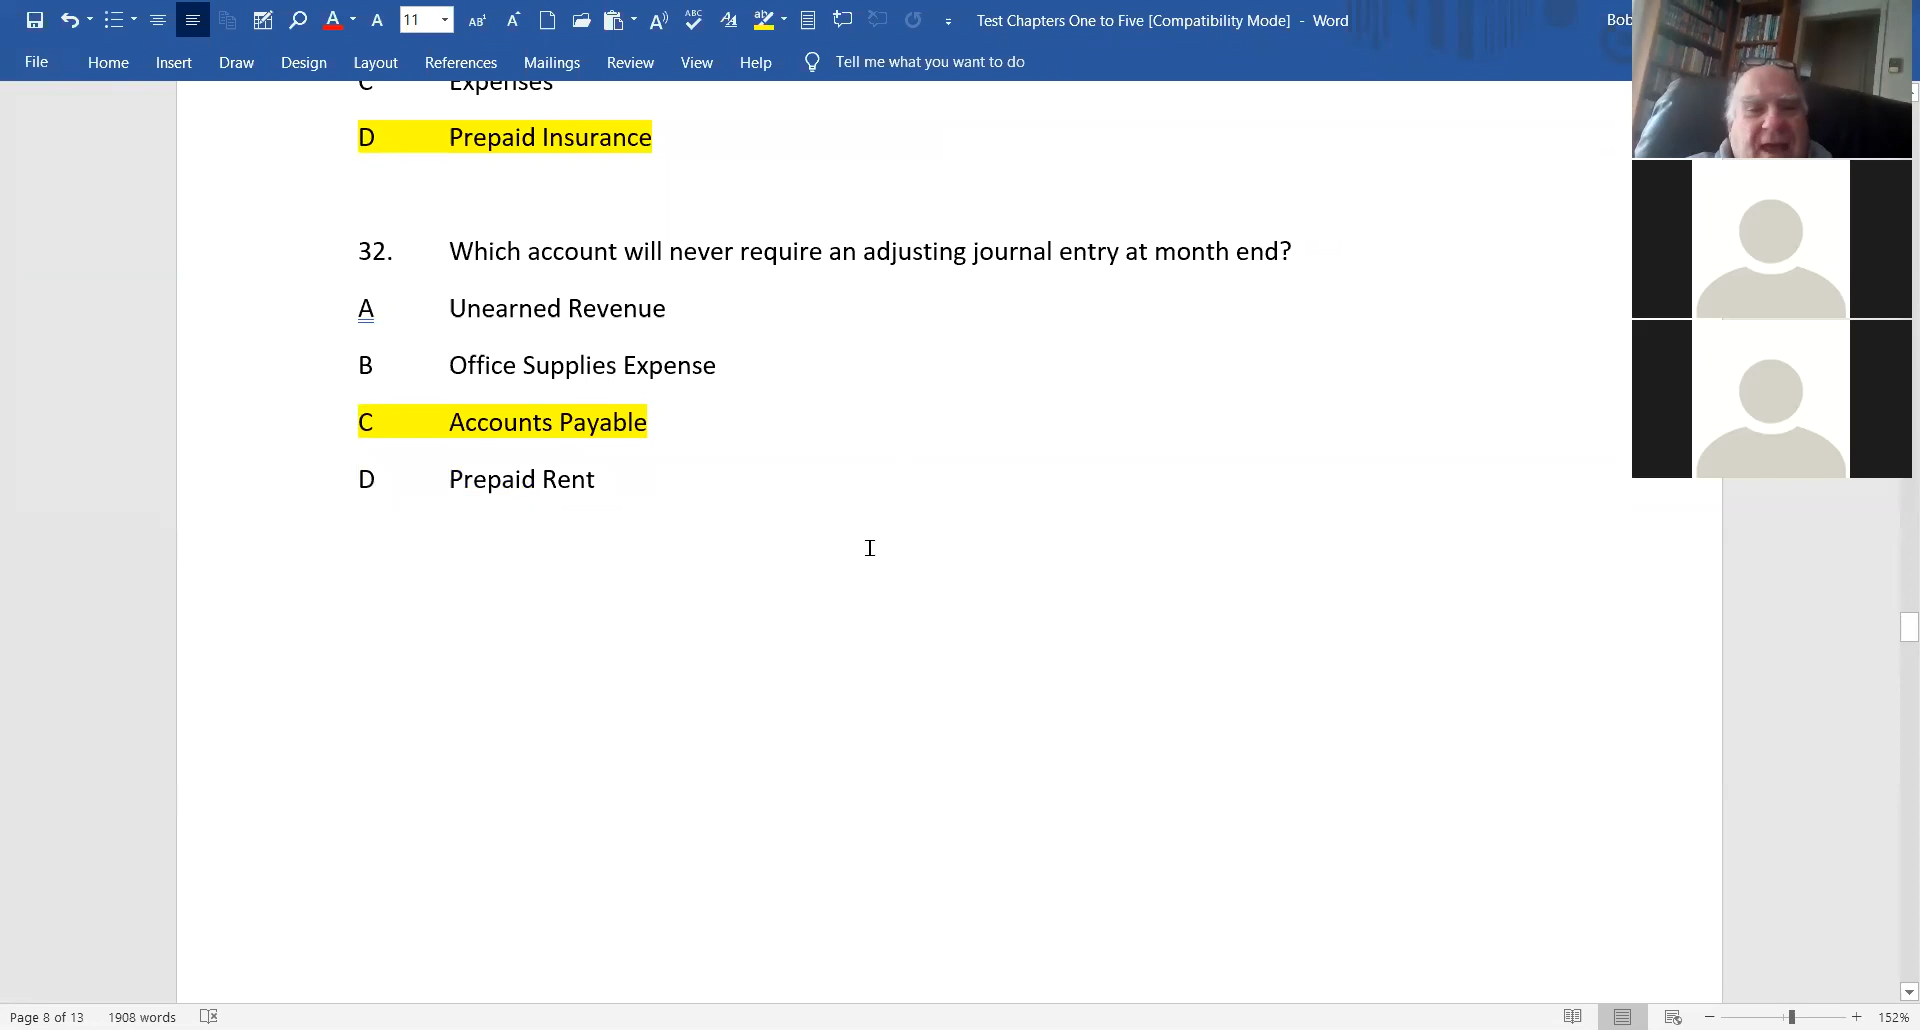 11
Test Chapters One to Five [Compatibility Mode] - Word
Bob
File Home Insert Draw Design Layout References Mailings Review View Help Tell me what you want to do
C Expenses
D Prepaid Insurance
32. Which account will never require an adjusting journal entry at month end?
A Unearned Revenue
B Office Supplies Expense
C Accounts Payable
D Prepaid Rent
Page 8 of 13 1908 words
152%